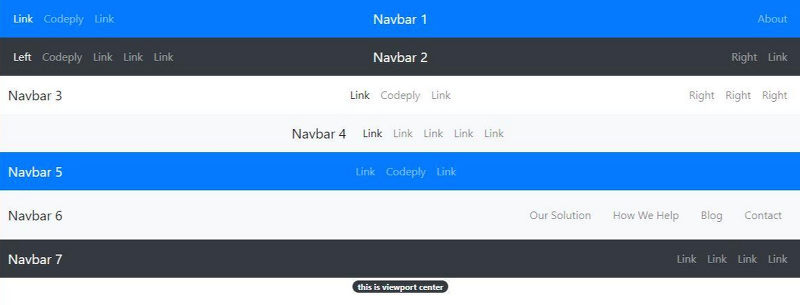 Link Codeply Link Navbar 1 About
Left Codeply Link Link Link Navbar 2 Right Link
Navbar 3 Link Codeply Link Right Right Right
Navbar 4 Link Link Link Link Link
Navbar 5 Link Codeply Link
Navbar 6 Our Solution How We Help Blog Contact
Navbar 7 Link Link Link Link
this is viewport center